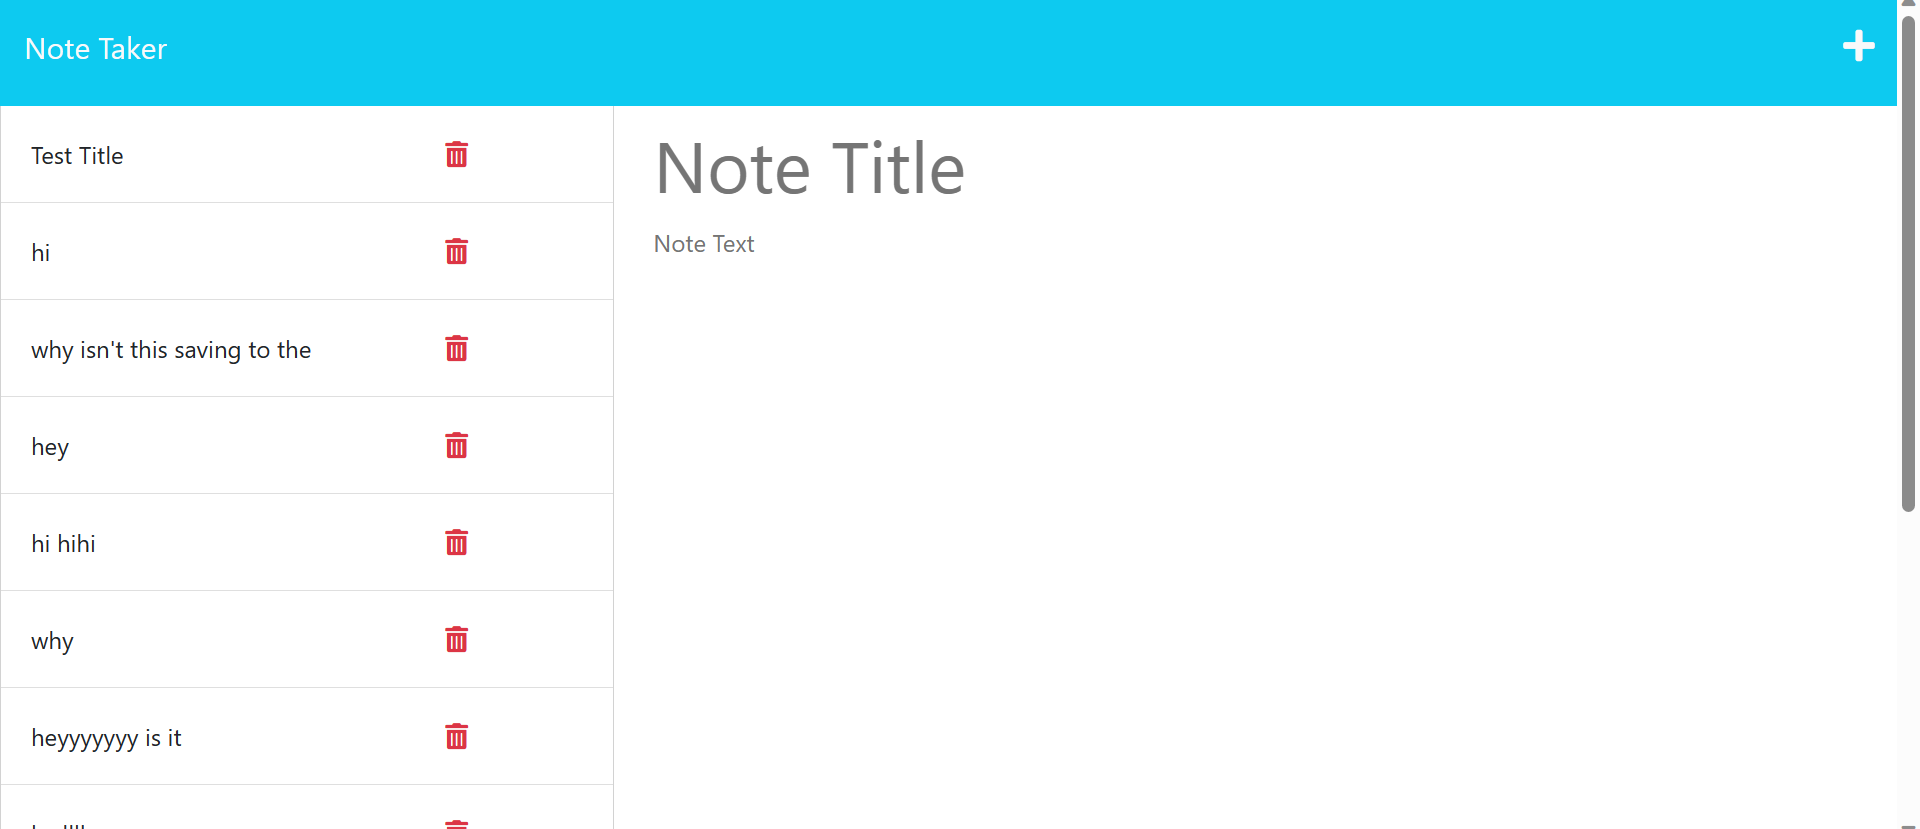 Note Taker
Test Title
hi
why isn't this saving to the
hey
hi hihi
why
heyyyyyyy is it
Note Title
Note Text